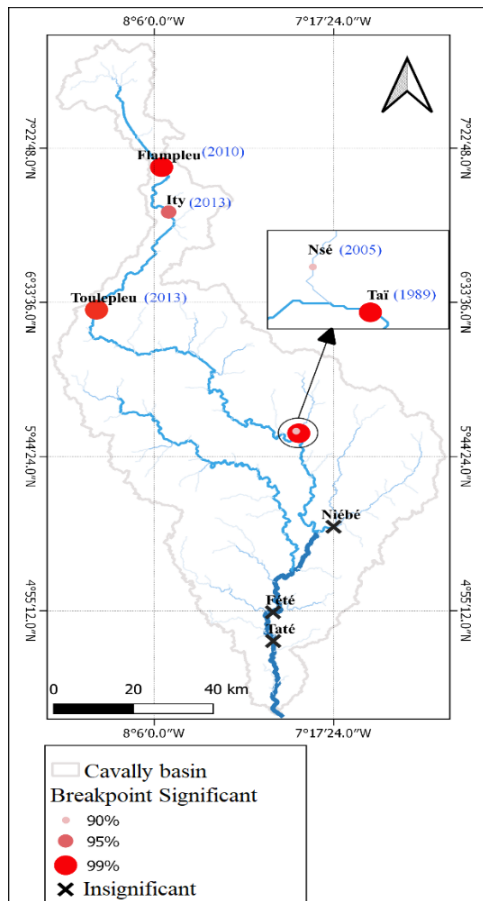 8°6′0.0″W 7°17′24.0″W
7°22′48.0″N 7°22′48.0″N
Flampleu (2010)
Ity (2013)
Nsé (2005)
Taï (1989)
6°33′36.0″N 6°33′36.0″N
Toulepleu (2013)
5°44′24.0″N 5°44′24.0″N
Niébé
4°55′12.0″N 4°55′12.0″N
Fété
Taté
0 20 40 km
8°6′0.0″W 7°17′24.0″W
Cavally basin
Breakpoint Significant
90%
95%
99%
Insignificant